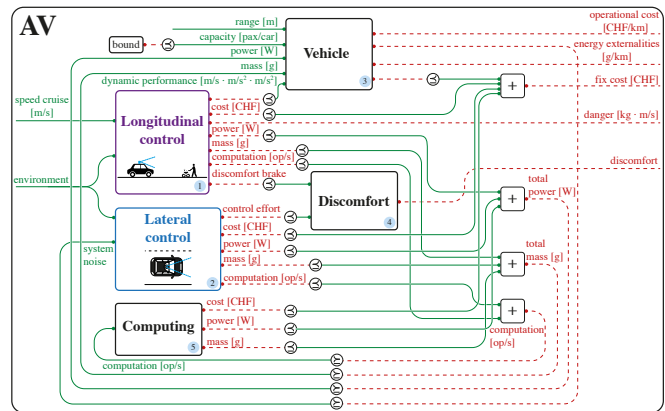 AV
range [m]
capacity [pax/car]
power [W]
mass [g]
dynamic performance [m/s · m/s² · m/s²]
bound
Vehicle
3
operational cost
[CHF/km]
energy externalities
[g/km]
fix cost [CHF]
danger [kg · m/s]
discomfort
speed cruise
[m/s]
environment
Longitudinal
control
1
cost [CHF]
power [W]
mass [g]
computation [op/s]
discomfort brake
Discomfort
4
Lateral
control
2
system
noise
control effort
cost [CHF]
power [W]
mass [g]
computation [op/s]
Computing
5
cost [CHF]
power [W]
mass [g]
computation [op/s]
+
+
+
+
total
power [W]
total
mass [g]
computation
[op/s]